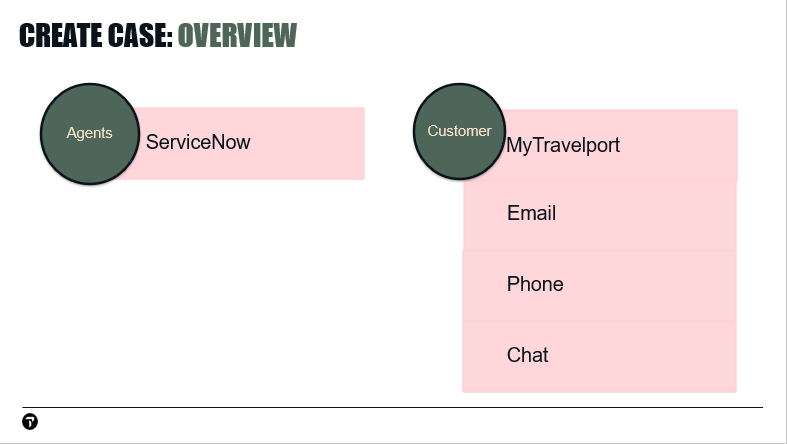 CREATE CASE: OVERVIEW
Agents
ServiceNow
Customer
MyTravelport
Email
Phone
Chat